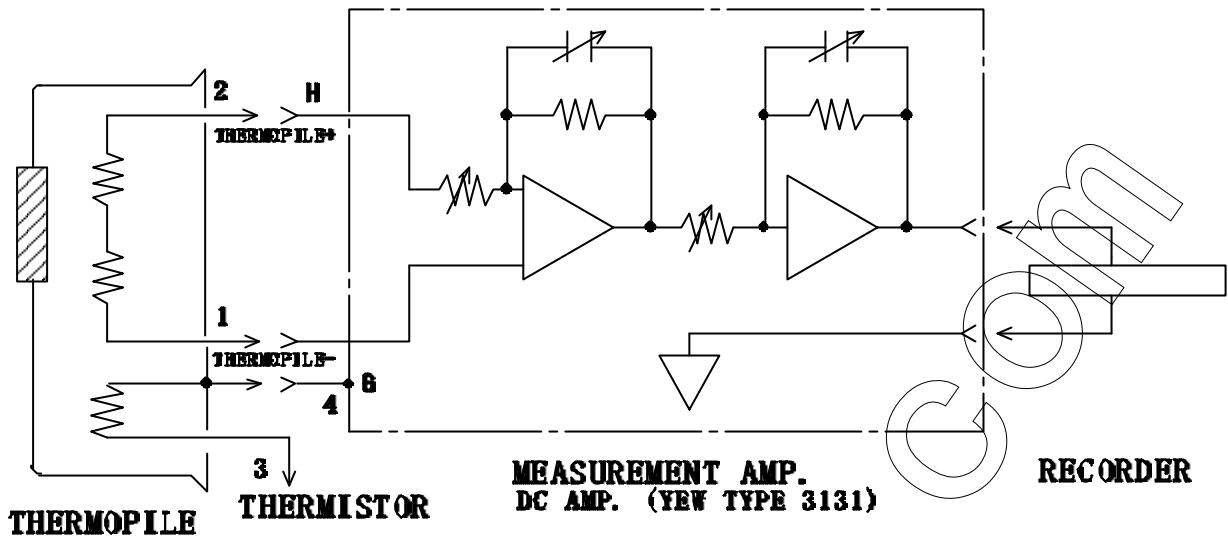 2
H
THERMOPILE+
1
THERMOPILE-
G
4
3
THERMISTOR
THERMOPILE
MEASUREMENT AMP.
DC AMP. (YEW TYPE 3131)
RECORDER
Com